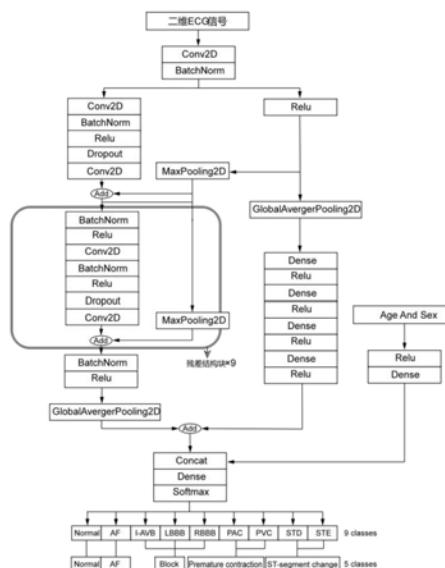 二维ECG信号
Conv2D
BatchNorm
Conv2D
BatchNorm
Relu
Dropout
Conv2D
Add
Relu
MaxPooling2D
GlobalAvergerPooling2D
BatchNorm
Relu
Conv2D
BatchNorm
Relu
Dropout
Conv2D
Add
MaxPooling2D
残差结构块×9
Dense
Relu
Dense
Relu
Dense
Relu
Dense
Relu
Age And Sex
Relu
Dense
BatchNorm
Relu
GlobalAvergerPooling2D
Add
Concat
Dense
Softmax
Normal AF I-AVB LBBB RBBB PAC PVC STD STE 9 classes
Normal AF Block Premature contraction ST-segment change 5 classes